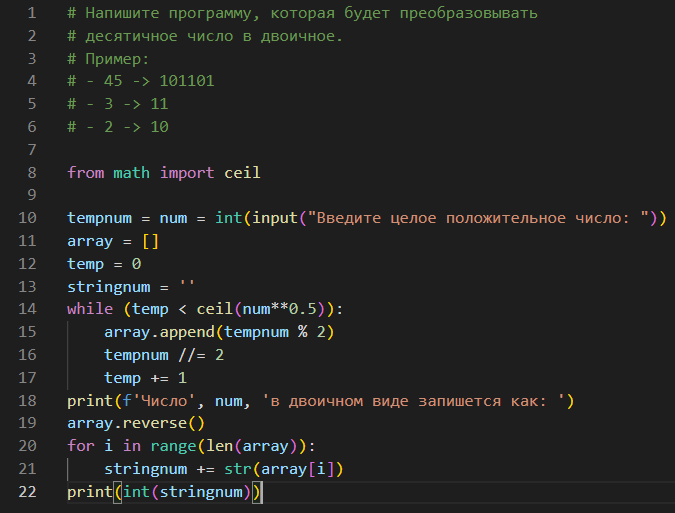 1 # Напишите программу, которая будет преобразовывать
2 # десятичное число в двоичное.
3 # Пример:
4 # - 45 -> 101101
5 # - 3 -> 11
6 # - 2 -> 10
7
8 from math import ceil
9
10 tempnum = num = int(input("Введите целое положительное число: "))
11 array = []
12 temp = 0
13 stringnum = ''
14 while (temp < ceil(num**0.5)):
15     array.append(tempnum % 2)
16     tempnum //= 2
17     temp += 1
18 print(f'Число', num, 'в двоичном виде запишется как: ')
19 array.reverse()
20 for i in range(len(array)):
21     stringnum += str(array[i])
22 print(int(stringnum))